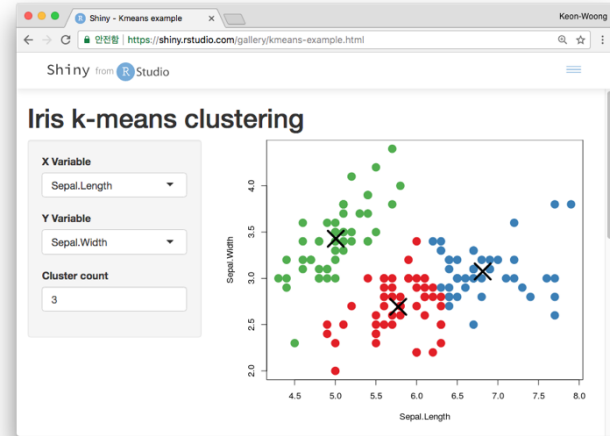 Shiny - Kmeans example
Keon-Woong
안전함 https://shiny.rstudio.com/gallery/kmeans-example.html
Shiny from R Studio
Iris k-means clustering
X Variable
Sepal.Length
Y Variable
Sepal.Width
Cluster count
3
Sepal.Width
4.0
3.5
3.0
2.5
2.0
4.5 5.0 5.5 6.0 6.5 7.0 7.5 8.0
Sepal.Length